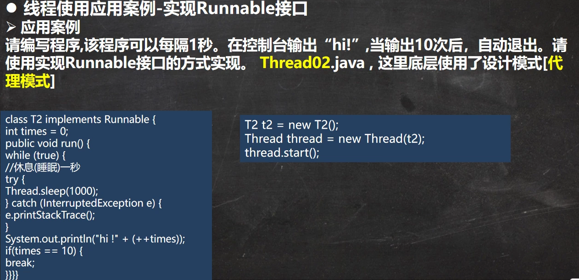 ● 线程使用应用案例-实现Runnable接口
➢ 应用案例
请编写程序,该程序可以每隔1秒。在控制台输出“hi!”,当输出10次后，自动退出。请
使用实现Runnable接口的方式实现。 Thread02.java，这里底层使用了设计模式[代
理模式]
class T2 implements Runnable {
int times = 0;
public void run() {
while (true) {
//休息(睡眠)一秒
try {
Thread.sleep(1000);
} catch (InterruptedException e) {
e.printStackTrace();
}
System.out.println("hi !" + (++times));
if(times == 10) {
break;
}}}}
T2 t2 = new T2();
Thread thread = new Thread(t2);
thread.start();